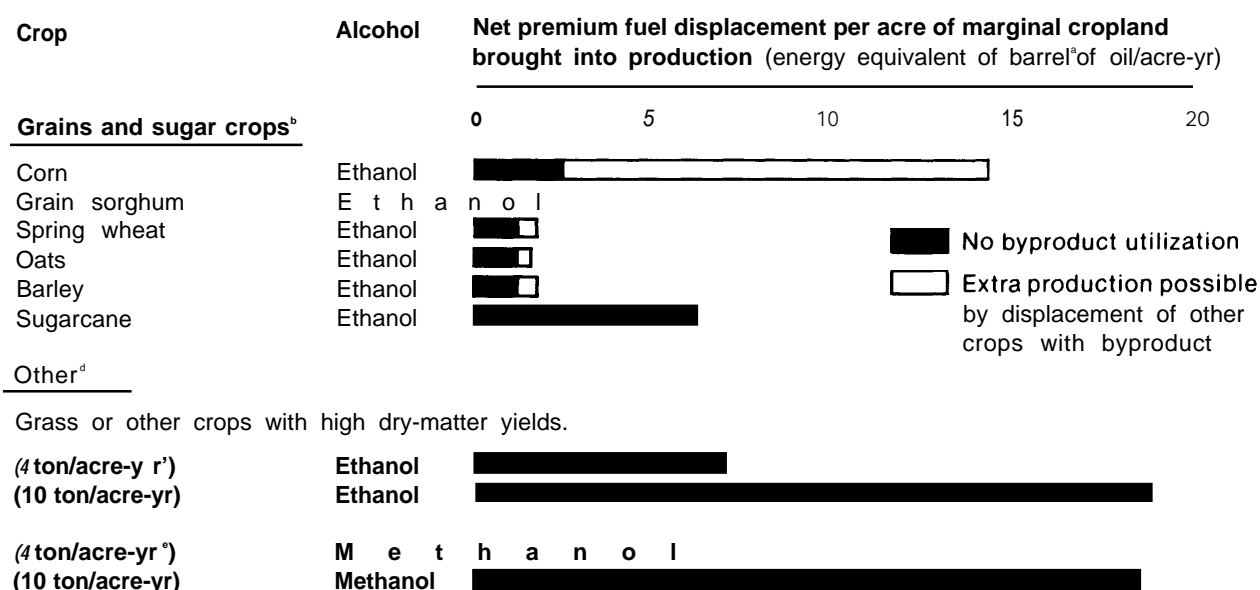 Crop Alcohol Net premium fuel displacement per acre of marginal cropland
brought into production (energy equivalent of barrelᵃof oil/acre-yr)
Grains and sugar cropsᵇ 0 5 10 15 20
Corn Ethanol
Grain sorghum E t h a n o l
Spring wheat Ethanol
Oats Ethanol
Barley Ethanol
Sugarcane Ethanol
No byproduct utilization
Extra production possible
by displacement of other
crops with byproduct
Otherᵈ
Grass or other crops with high dry-matter yields.
(4 ton/acre-y r’) Ethanol
(10 ton/acre-yr) Ethanol
(4 ton/acre-yr ᵉ) M e t h a n o l
(10 ton/acre-yr) Methanol